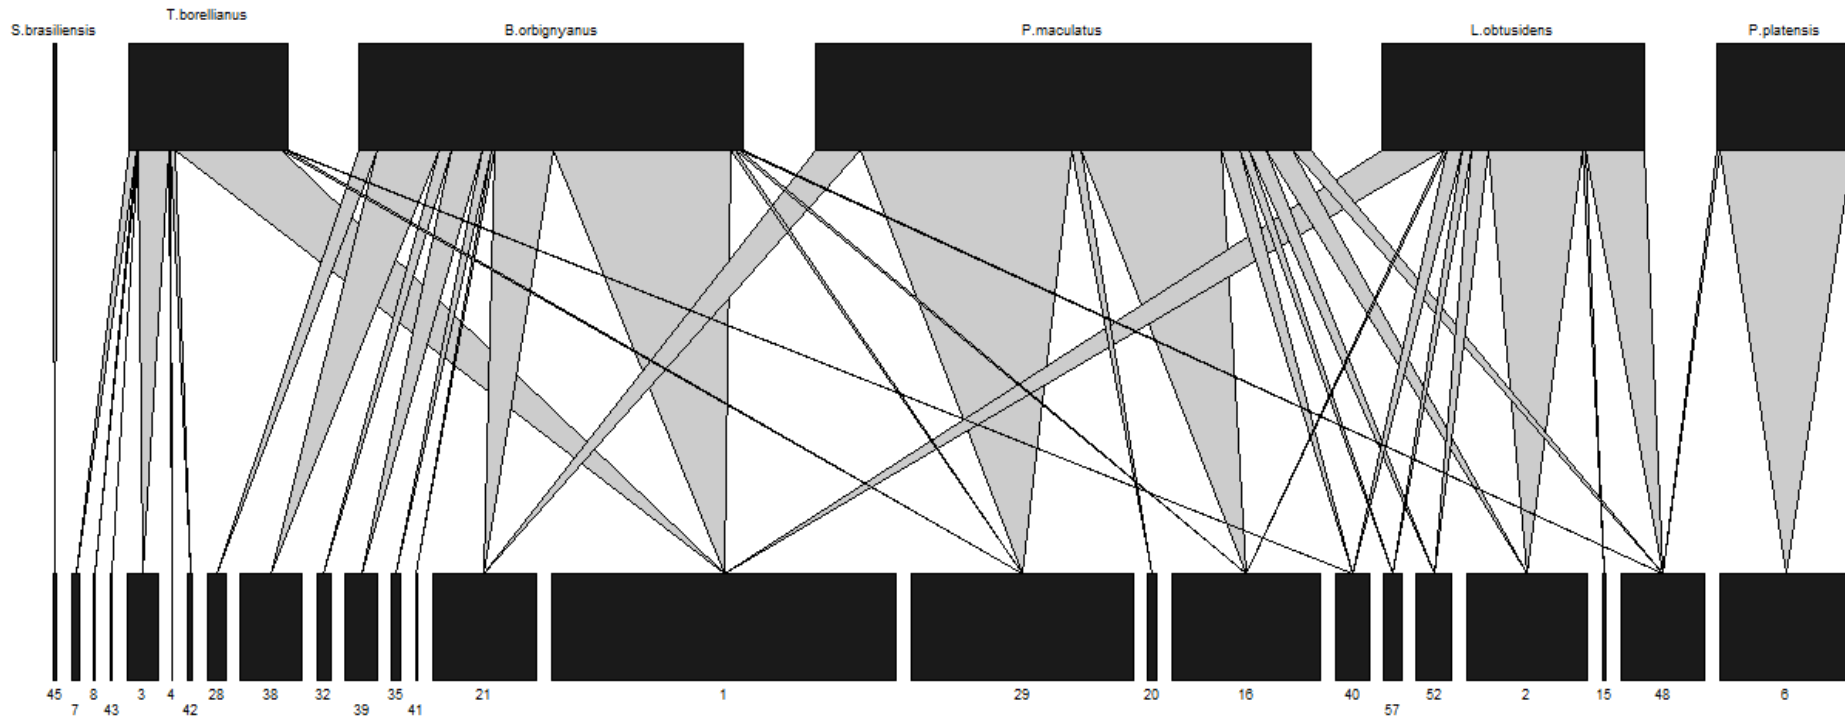 T.borellianus
S.brasiliensis B.orbignyanus P.maculatus L.obtusidens P.platensis
45 8 3 4 28 38 32 35 21 1 29 20 16 40 52 2 15 48 6
7 43 42 39 41 57